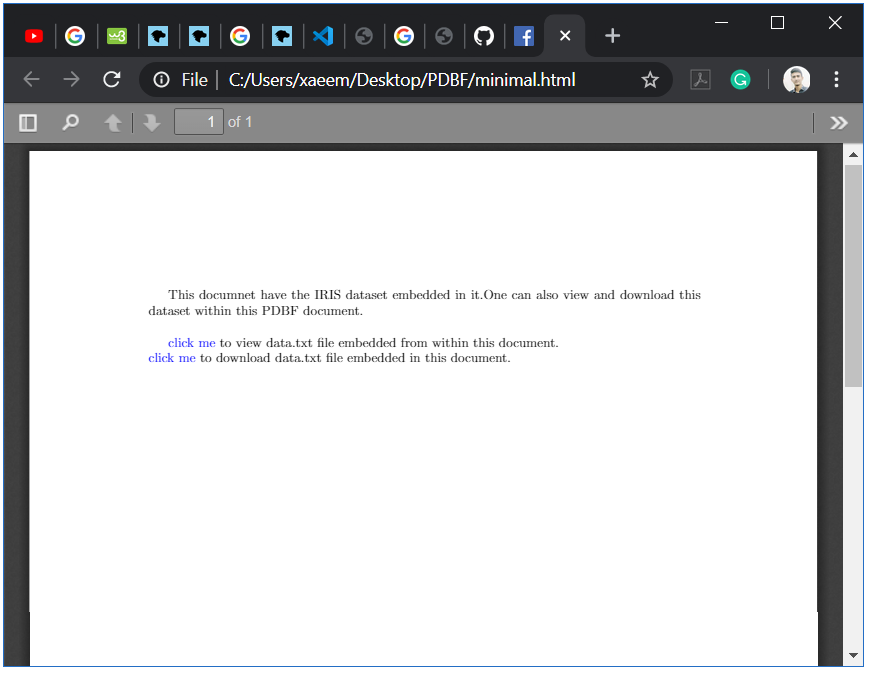 w3
File | C:/Users/xaeem/Desktop/PDBF/minimal.html
1 of 1
This documnet have the IRIS dataset embedded in it.One can also view and download this
dataset within this PDBF document.
click me to view data.txt file embedded from within this document.
click me to download data.txt file embedded in this document.